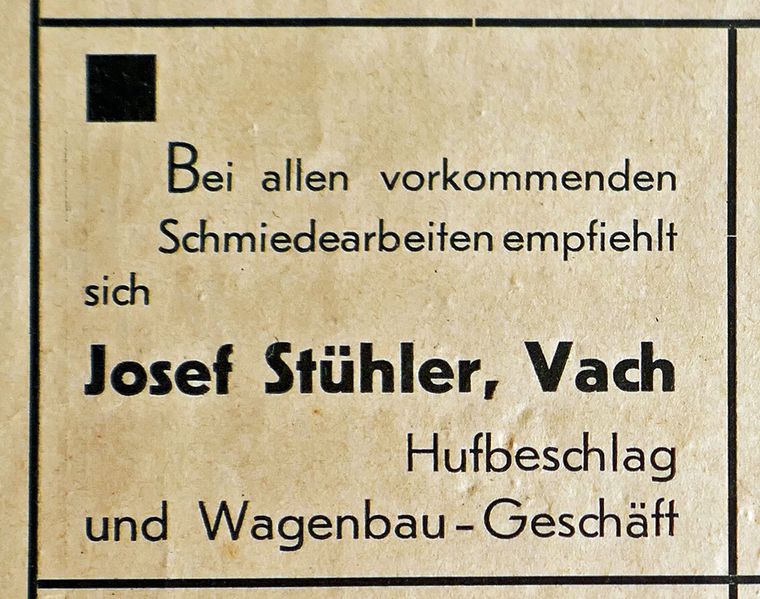 Bei allen vorkommenden
Schmiedearbeiten empfiehlt
sich
Josef Stühler, Vach
Hufbeschlag
und Wagenbau-Geschäft